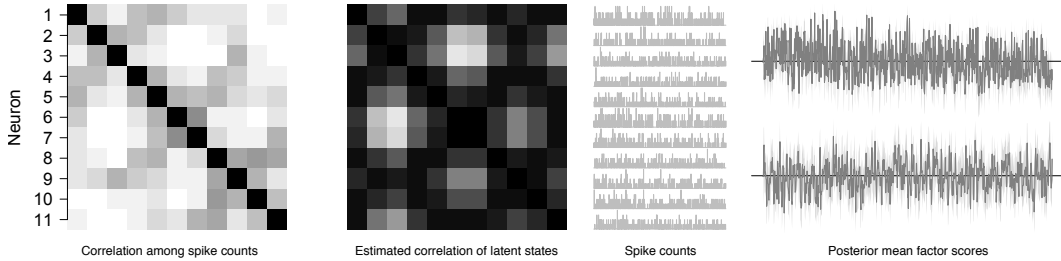 Neuron
1
2
3
4
5
6
7
8
9
10
11
Correlation among spike counts
Estimated correlation of latent states
Spike counts
Posterior mean factor scores